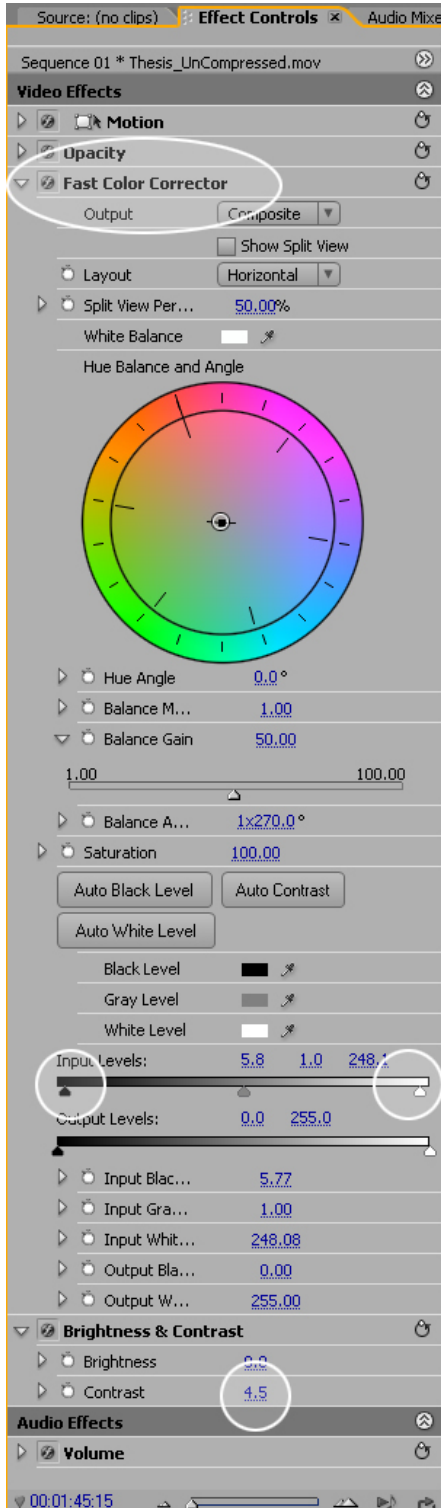 Source: (no clips) Effect Controls Audio Mixe
Sequence 01 * Thesis_UnCompressed.mov
Video Effects
Motion
Opacity
Fast Color Corrector
Output Composite
Show Split View
Layout Horizontal
Split View Per... 50.00%
White Balance
Hue Balance and Angle
Hue Angle 0.0°
Balance M... 1.00
Balance Gain 50.00
1.00 100.00
Balance A... 1x270.0°
Saturation 100.00
Auto Black Level Auto Contrast
Auto White Level
Black Level
Gray Level
White Level
Input Levels: 5.8 1.0 248.1
Output Levels: 0.0 255.0
Input Blac... 5.77
Input Gra... 1.00
Input Whit... 248.08
Output Bla... 0.00
Output W... 255.00
Brightness & Contrast
Brightness 0.0
Contrast 4.5
Audio Effects
Volume
00:01:45:15